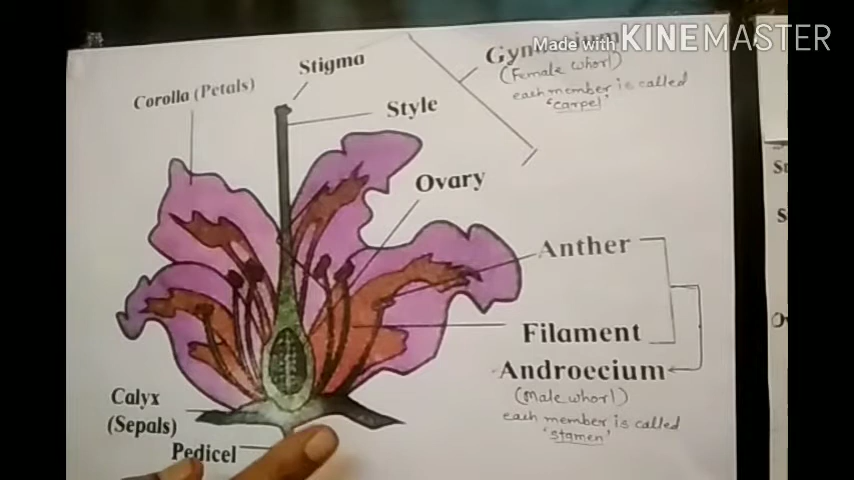 Made with KINEMASTER
Stigma
(Female whorl)
each member is called
'carpel'
Corolla (Petals)
Style
Ovary
Anther
Filament
Androecium
(Male whorl)
each member is called
'stamen'
Calyx
(Sepals)
Pedicel